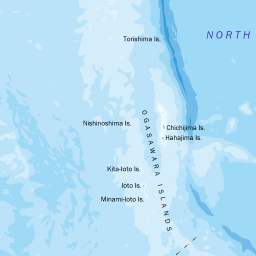 Torishima Is.
NORTH
Nishinoshima Is.
OGASAWARA ISLANDS
Chichijima Is.
Hahajima Is.
Kita-Ioto Is.
Ioto Is.
Minami-Ioto Is.